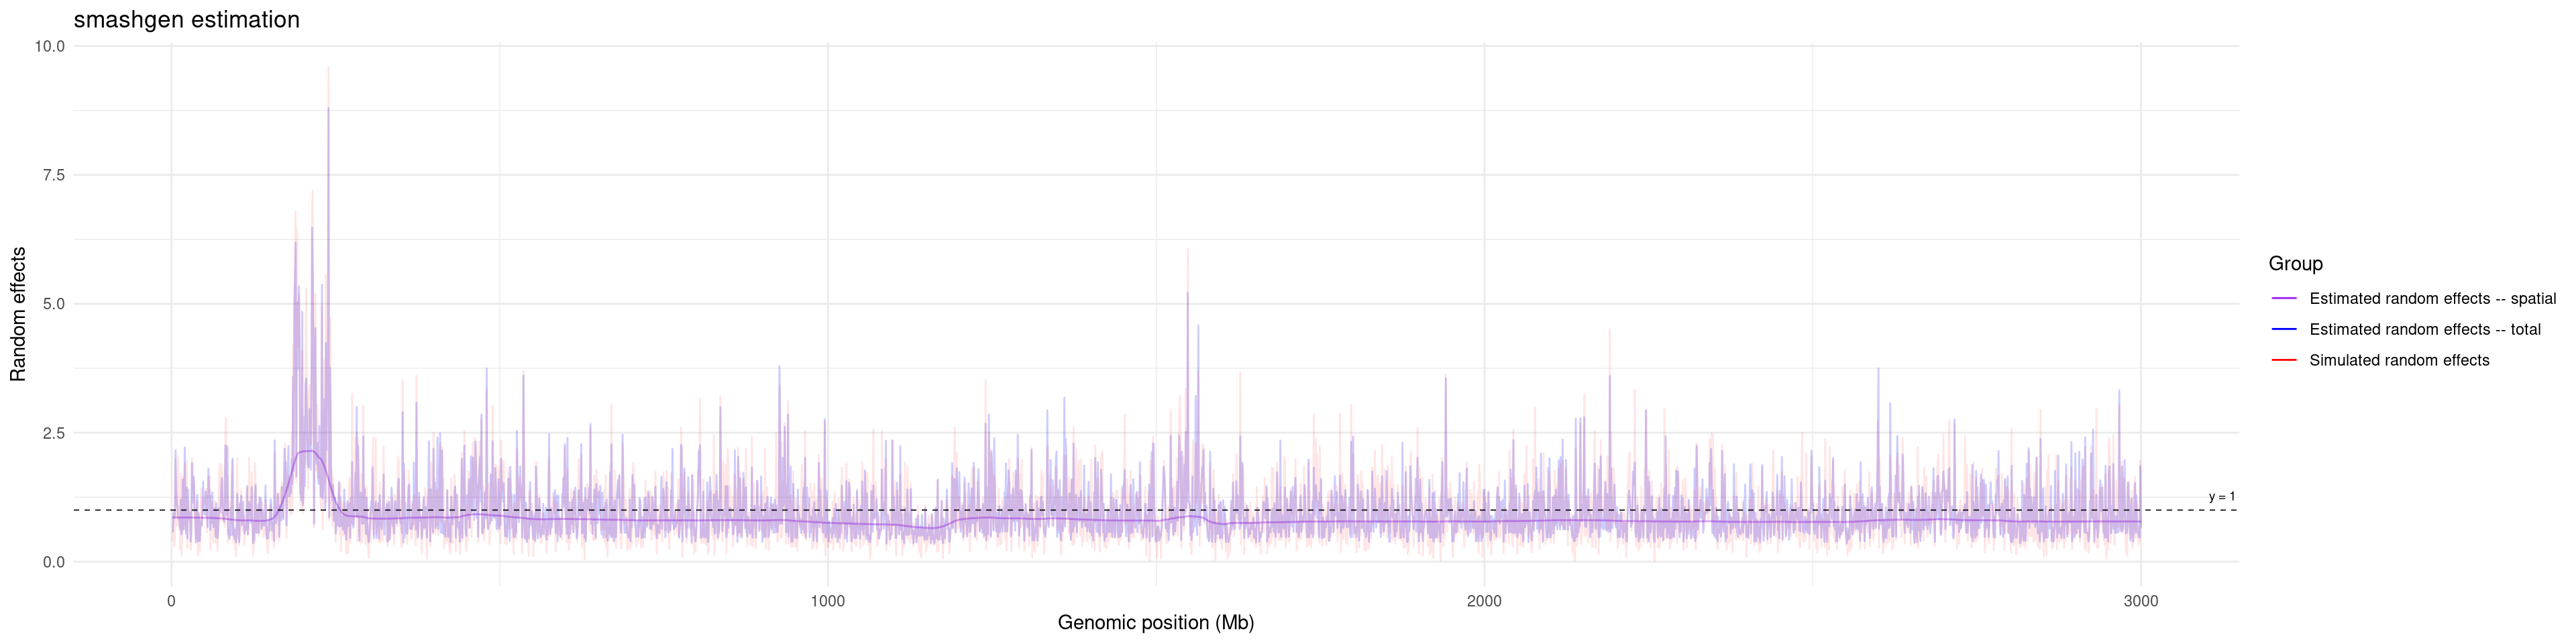 smashgen estimation
10.0
7.5
5.0
2.5
0.0
Random effects
y = 1
0
1000
2000
3000
Genomic position (Mb)
Group
Estimated random effects -- spatial
Estimated random effects -- total
Simulated random effects